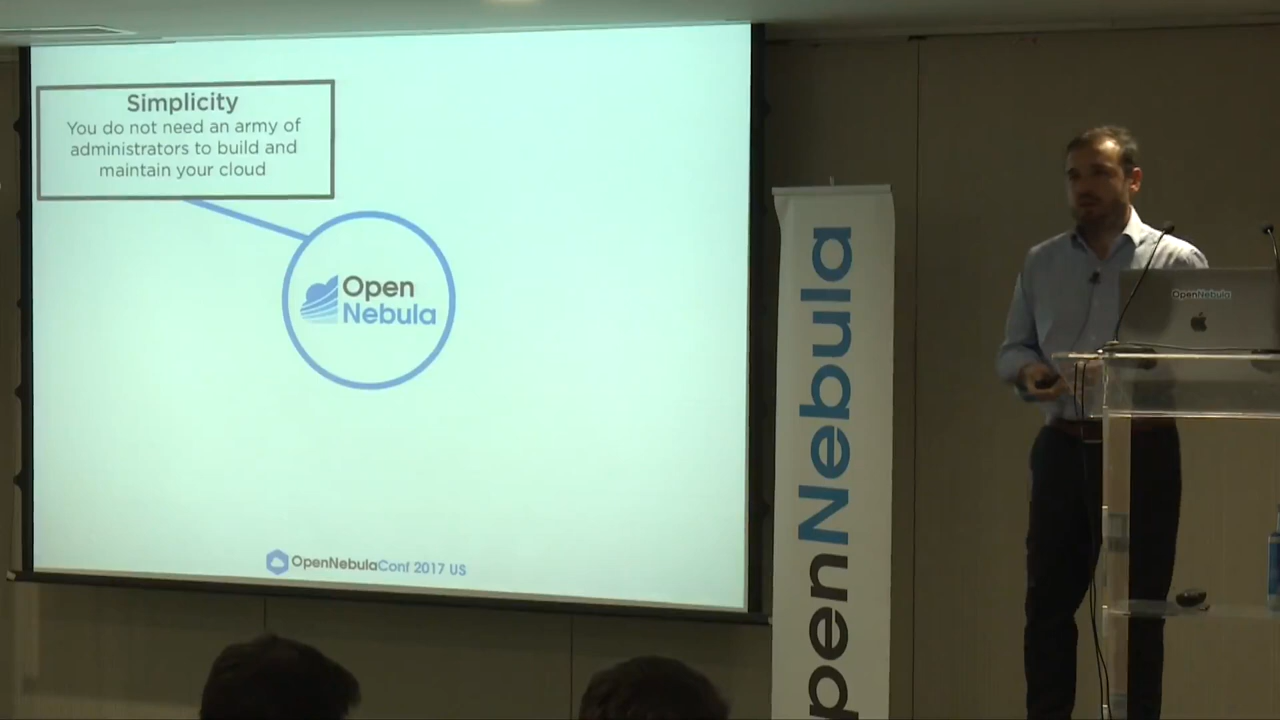 Simplicity
You do not need an army of
administrators to build and
maintain your cloud
Open
Nebula
OpenNebulaConf 2017 US
penNebula
OpenNebula